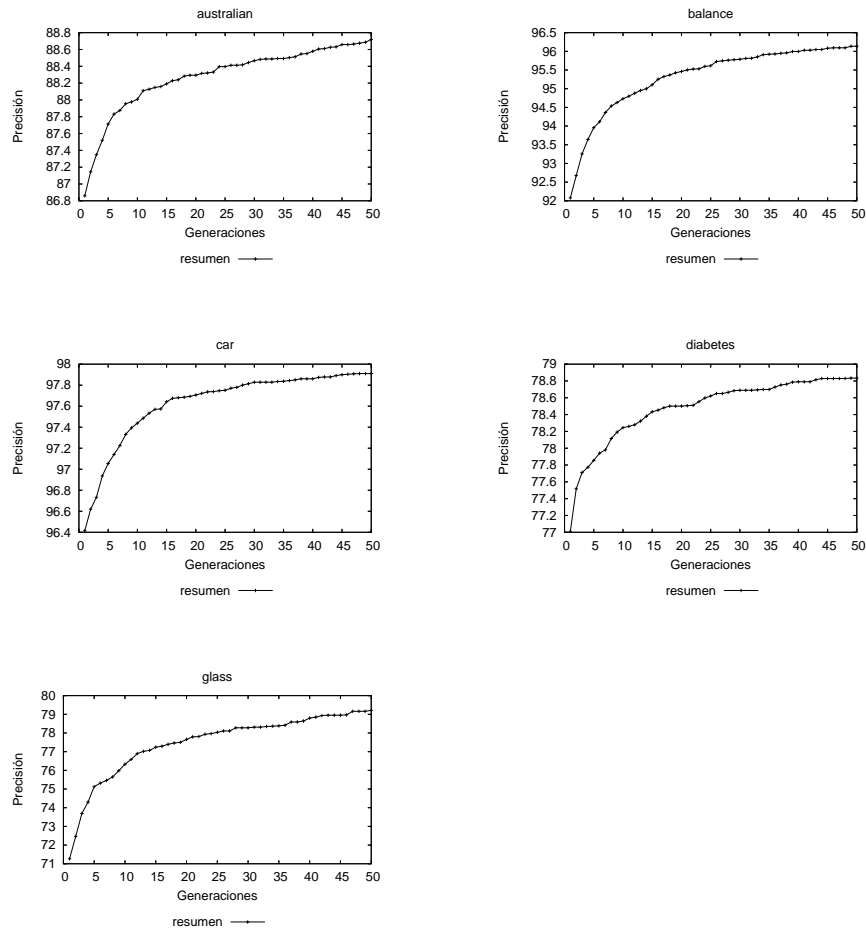 australian
88.8
88.6
88.4
88.2
88
87.8
87.6
87.4
87.2
87
86.8
Precisión
0 5 10 15 20 25 30 35 40 45 50
Generaciones
resumen
balance
96.5
96
95.5
95
94.5
94
93.5
93
92.5
92
Precisión
0 5 10 15 20 25 30 35 40 45 50
Generaciones
resumen
car
98
97.8
97.6
97.4
97.2
97
96.8
96.6
96.4
Precisión
0 5 10 15 20 25 30 35 40 45 50
Generaciones
resumen
diabetes
79
78.8
78.6
78.4
78.2
78
77.8
77.6
77.4
77.2
77
Precisión
0 5 10 15 20 25 30 35 40 45 50
Generaciones
resumen
glass
80
79
78
77
76
75
74
73
72
71
Precisión
0 5 10 15 20 25 30 35 40 45 50
Generaciones
resumen